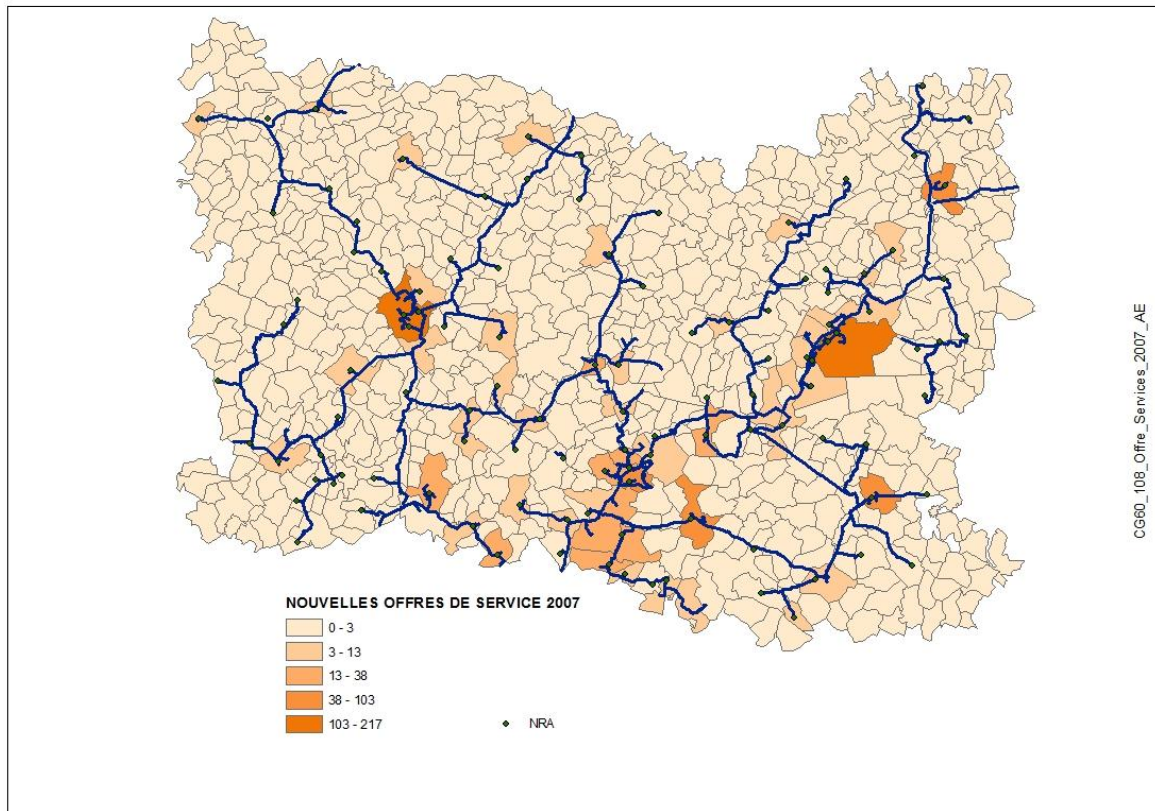 NOUVELLES OFFRES DE SERVICE 2007
0 - 3
3 - 13
13 - 38
38 - 103
103 - 217
NRA
CG60_108_Offre_Services_2007_AE